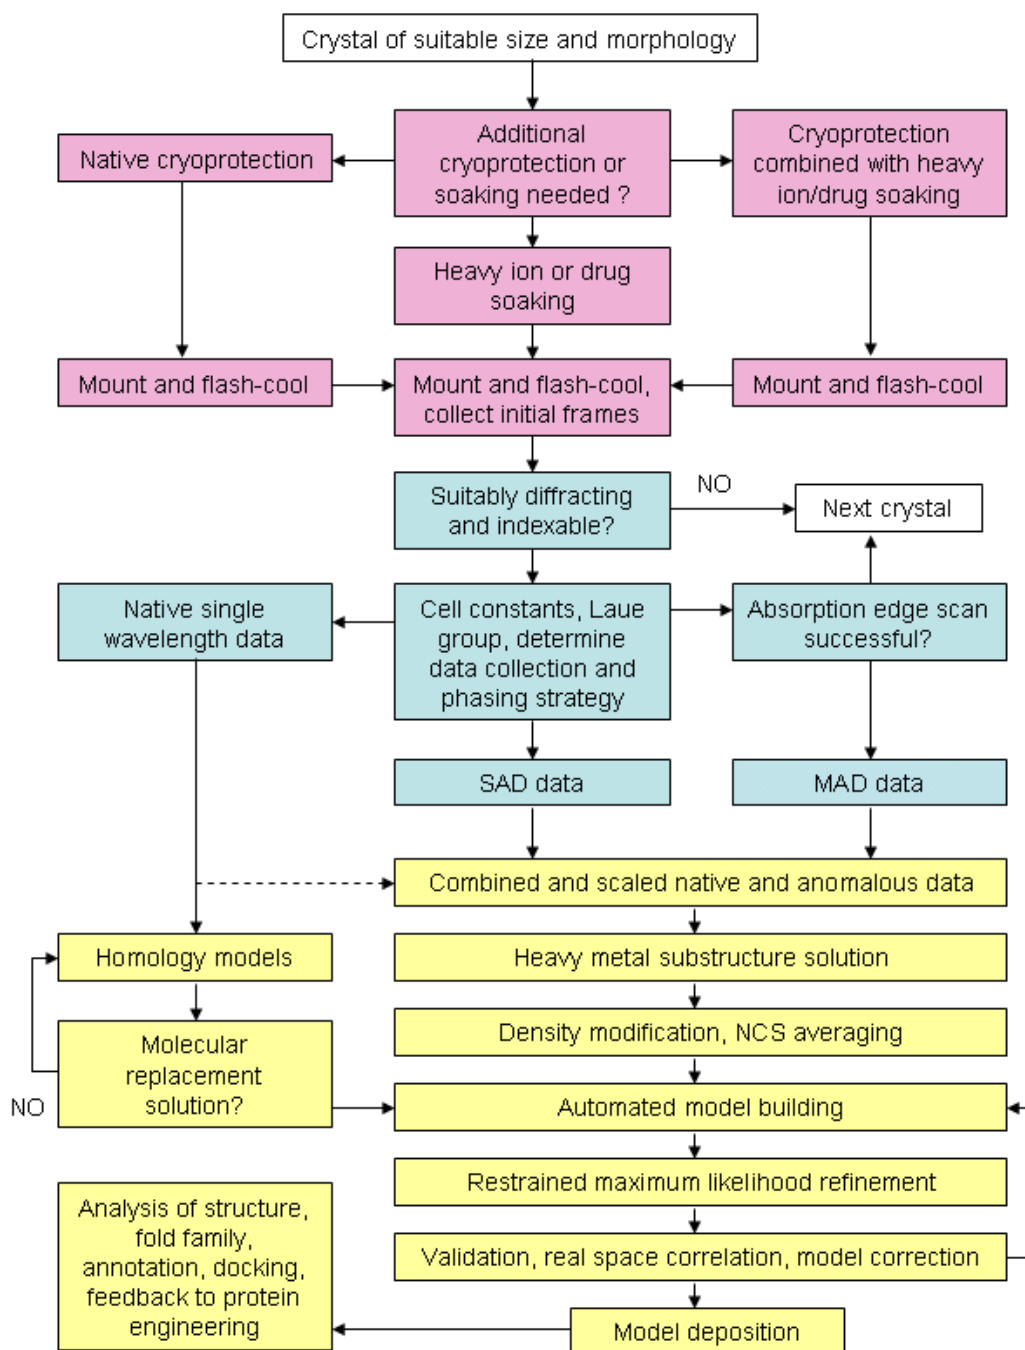 Crystal of suitable size and morphology
Native cryoprotection
Additional
cryoprotection or
soaking needed ?
Cryoprotection
combined with heavy
ion/drug soaking
Heavy ion or drug
soaking
Mount and flash-cool
Mount and flash-cool,
collect initial frames
Mount and flash-cool
Suitably diffracting
and indexable?
NO
Next crystal
Native single
wavelength data
Cell constants, Laue
group, determine
data collection and
phasing strategy
Absorption edge scan
successful?
SAD data
MAD data
Combined and scaled native and anomalous data
Homology models
Heavy metal substructure solution
Molecular
replacement
solution?
NO
Density modification, NCS averaging
Automated model building
Restrained maximum likelihood refinement
Analysis of structure,
fold family,
annotation, docking,
feedback to protein
engineering
Validation, real space correlation, model correction
Model deposition